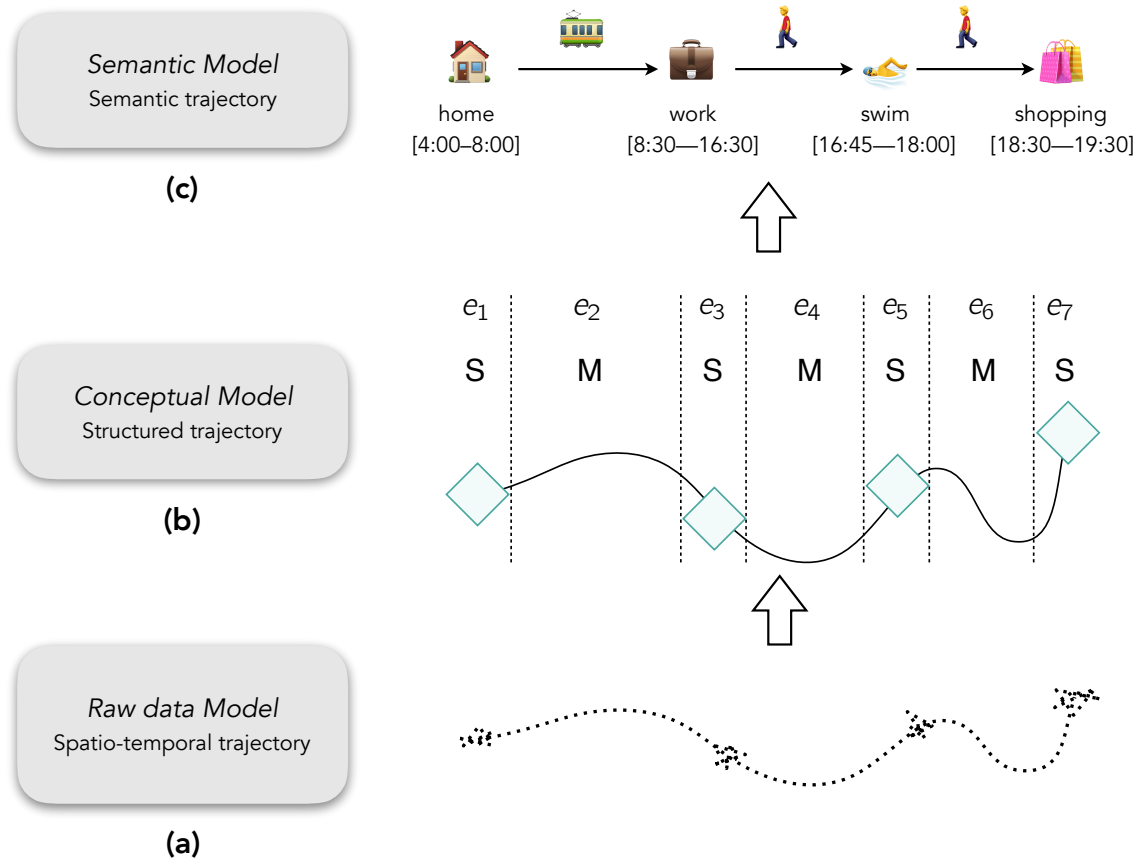 Semantic Model
Semantic trajectory
(c)
home
[4:00–8:00]
work
[8:30—16:30]
swim
[16:45—18:00]
shopping
[18:30—19:30]
e1 e2 e3 e4 e5 e6 e7
S M S M S M S
Conceptual Model
Structured trajectory
(b)
Raw data Model
Spatio-temporal trajectory
(a)